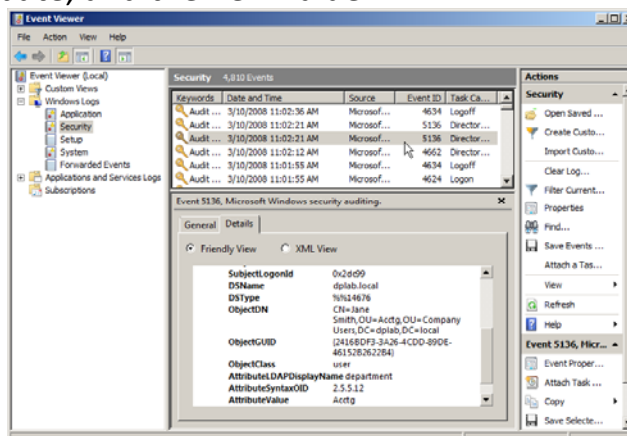 Event Viewer
File Action View Help
Event Viewer (Local)
Custom Views
Windows Logs
Application
Security
Setup
System
Forwarded Events
Applications and Services Logs
Subscriptions
Security 4,810 Events
Keywords Date and Time Source Event ID Task Ca...
Audit ... 3/10/2008 11:02:36 AM Microsof... 4634 Logoff
Audit ... 3/10/2008 11:02:21 AM Microsof... 5136 Director...
Audit ... 3/10/2008 11:02:21 AM Microsof... 5136 Director...
Audit ... 3/10/2008 11:02:12 AM Microsof... 4662 Director...
Audit ... 3/10/2008 11:01:55 AM Microsof... 4634 Logoff
Audit ... 3/10/2008 11:01:55 AM Microsof... 4624 Logon
Event 5136, Microsoft Windows security auditing.
General Details
Friendly View XML View
SubjectLogonId 0x2de99
DSName dplab.local
DSType %%14676
ObjectDN CN=Jane
Smith,OU=Acctg,OU=Company
Users,DC=dplab,DC=local
ObjectGUID {2416BDF3-3A26-4CDD-89DE-
46152B2622B4}
ObjectClass user
AttributeLDAPDisplayName department
AttributeSyntaxOID 2.5.5.12
AttributeValue Acctg
Actions
Security
Open Saved ...
Create Custo...
Import Custo...
Clear Log...
Filter Current...
Properties
Find...
Save Events ...
Attach a Tas...
View
Refresh
Help
Event 5136, Micr...
Event Proper...
Attach Task ...
Copy
Save Selecte...